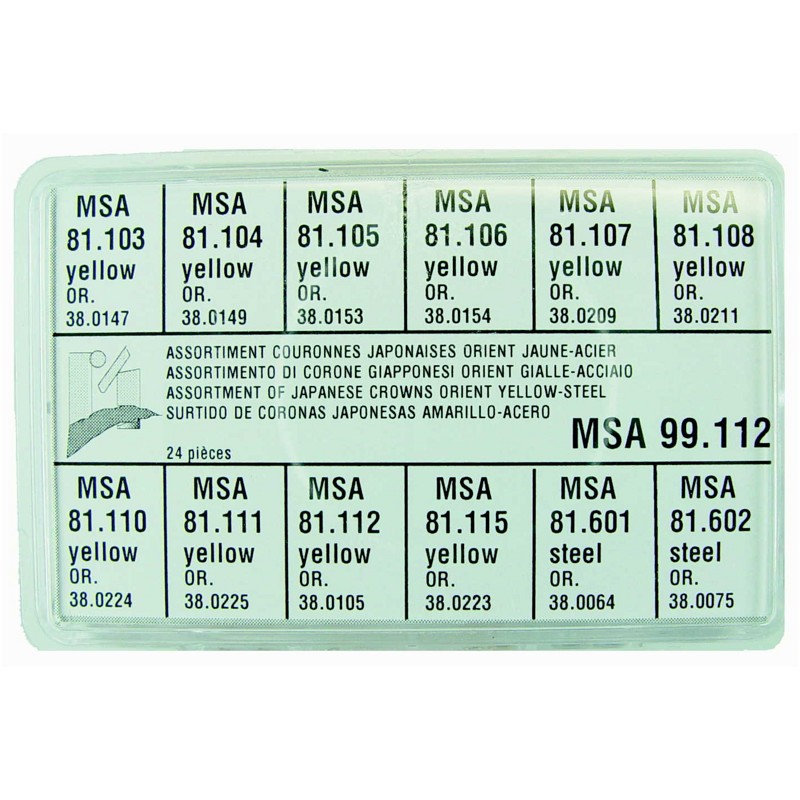 MSA
81.103
yellow
OR.
38.0147
MSA
81.104
yellow
OR.
38.0149
MSA
81.105
yellow
OR.
38.0153
MSA
81.106
yellow
OR.
38.0154
MSA
81.107
yellow
OR.
38.0209
MSA
81.108
yellow
OR.
38.0211
ASSORTIMENT COURONNES JAPONAISES ORIENT JAUNE-ACIER
ASSORTIMENTO DI CORONE GIAPPONESI ORIENT GIALLE-ACCIAIO
ASSORTMENT OF JAPANESE CROWNS ORIENT YELLOW-STEEL
SURTIDO DE CORONAS JAPONESAS AMARILLO-ACERO
MSA 99.112
24 pièces
MSA
81.110
yellow
OR.
38.0224
MSA
81.111
yellow
OR.
38.0225
MSA
81.112
yellow
OR.
38.0105
MSA
81.115
yellow
OR.
38.0223
MSA
81.601
steel
OR.
38.0064
MSA
81.602
steel
OR.
38.0075